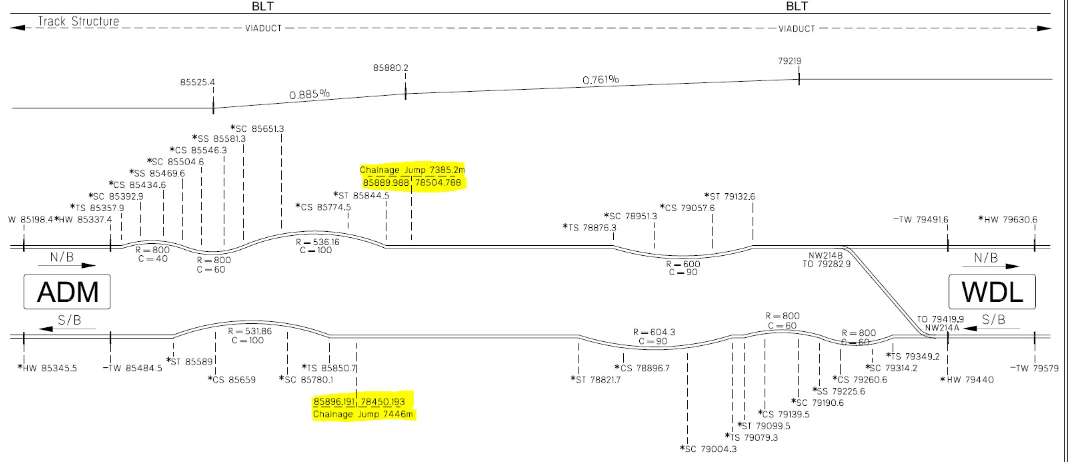 BLT
BLT
Track Structure
VIADUCT
VIADUCT
85525.4
0.885%
85880.2
0.761%
79219
*SC 85651.3
*SS 85581.3
*CS 85546.3
*SC 85504.6
*SS 85469.6
*CS 85434.6
*SC 85392.9
*TS 85357.9
W 85198.4
*HW 85337.4
Chainage Jump 7385.2m
85889.988
78504.788
*ST 85844.5
*CS 85774.5
*ST 79132.6
*CS 79057.6
*SC 78951.3
*TS 78876.3
-TW 79491.6
*HW 79630.6
R=800
C=40
R=800
C=60
R=536.16
C=100
R=600
C=90
NW214B
TO 79282.9
N/B
N/B
ADM
WDL
S/B
S/B
R=531.86
C=100
R=604.3
C=90
R=800
C=60
R=800
C=60
TO 79419.9
NW214A
*HW 85345.5
-TW 85484.5
*ST 85589
*CS 85659
*SC 85780.1
*TS 85850.7
85896.191
78450.193
Chainage Jump 7446m
*ST 78821.7
*CS 78896.7
*SC 79004.3
*TS 79079.3
*ST 79099.5
*CS 79139.5
*SC 79190.6
*SS 79225.6
*CS 79260.6
*SC 79314.2
*TS 79349.2
*HW 79440
-TW 79579